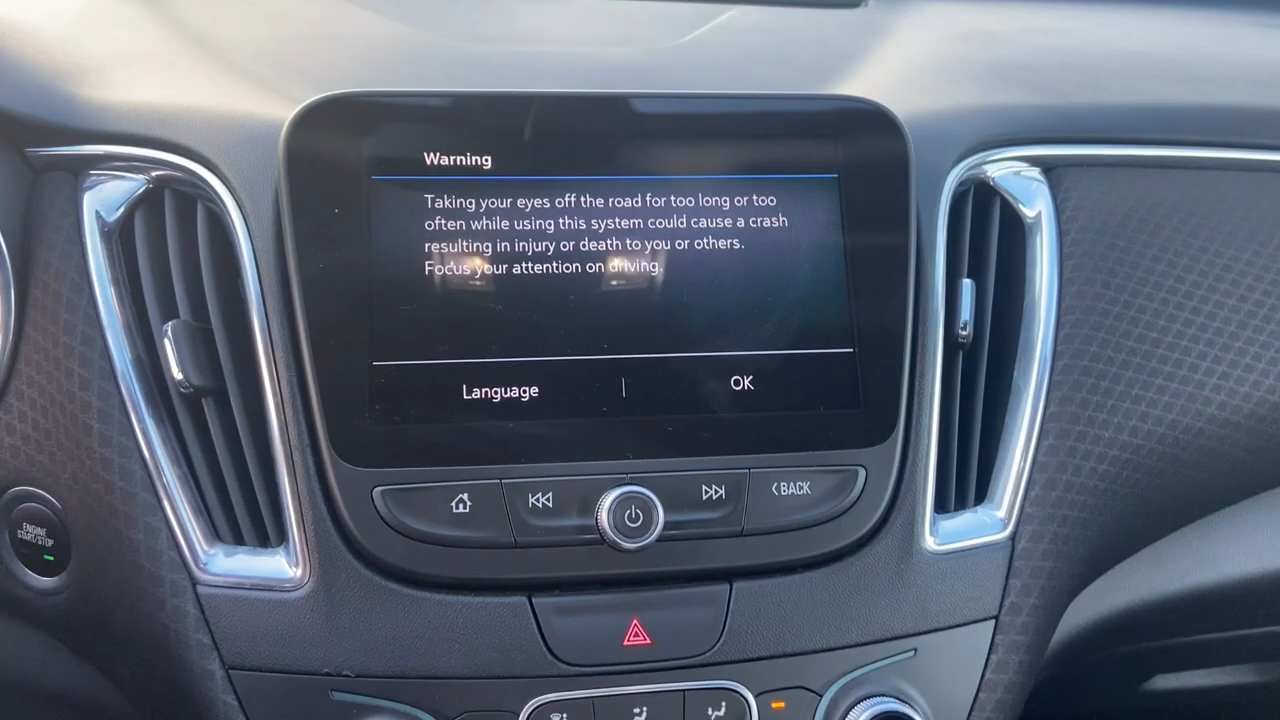 Warning
Taking your eyes off the road for too long or too
often while using this system could cause a crash
resulting in injury or death to you or others.
Focus your attention on driving.
Language
OK
BACK
ENGINE
START/STOP